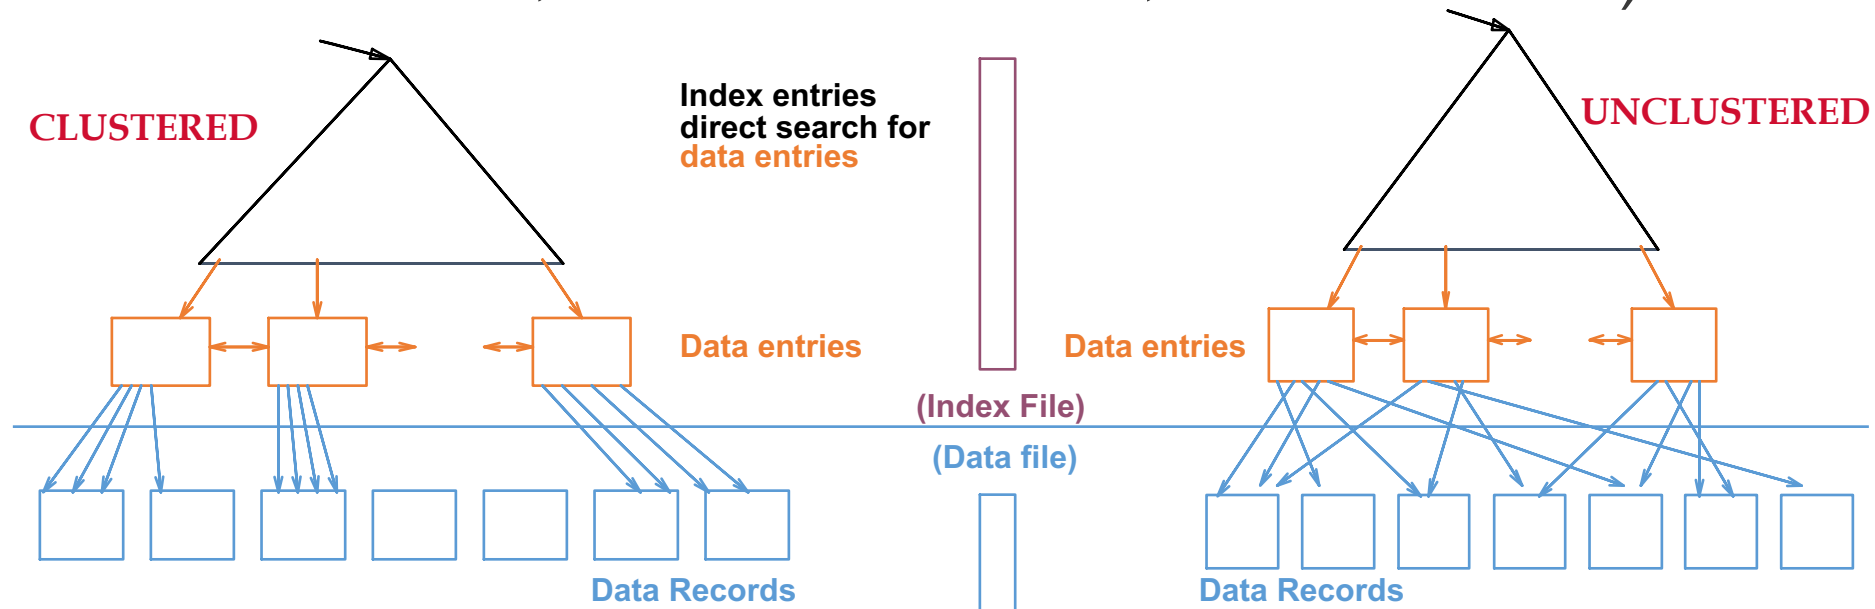 CLUSTERED
Index entries
direct search for
data entries
UNCLUSTERED
Data entries
Data entries
(Index File)
(Data file)
Data Records
Data Records